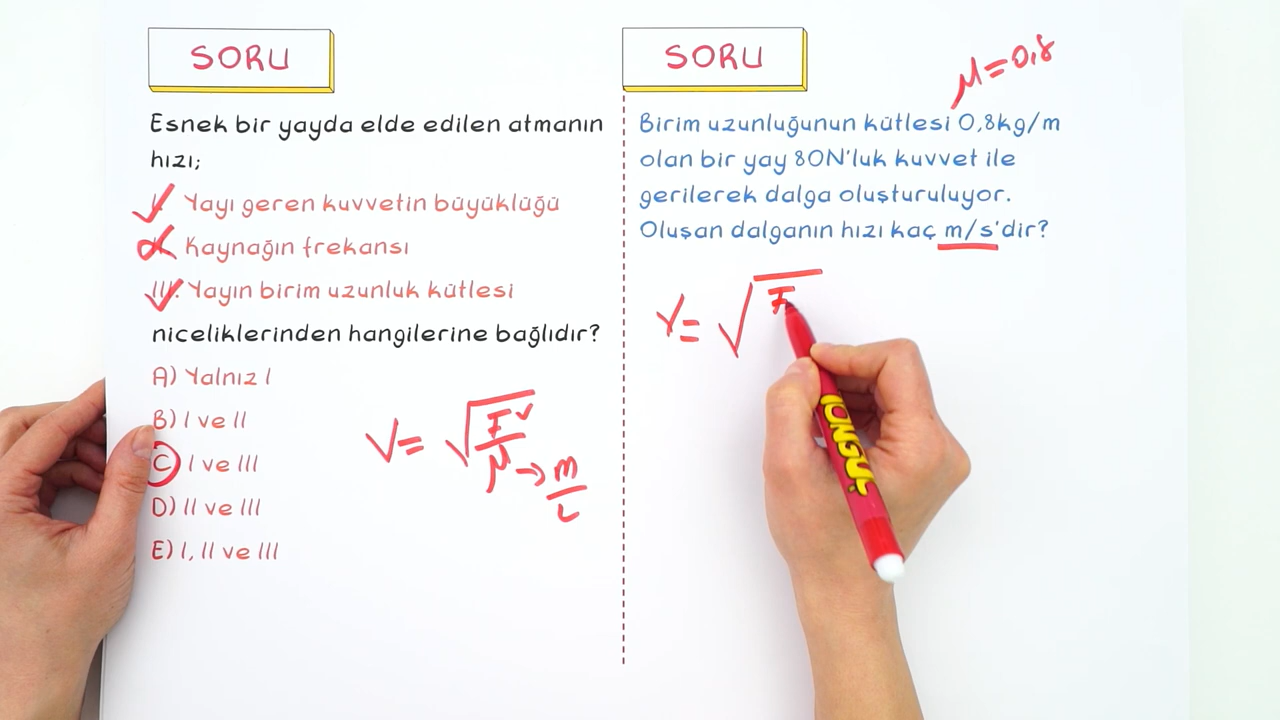 SORU
Esnek bir yayda elde edilen atmanın
hızı;
I. Yayı geren kuvvetin büyüklüğü
Kaynağın frekansı
III. Yayın birim uzunluk kütlesi
niceliklerinden hangilerine bağlıdır?
A) Yalnız I
B) I ve II
C) I ve III
D) II ve III
E) I, II ve III
V = √F/μ → m/L
SORU
μ = 0,8
Birim uzunluğunun kütlesi 0,8kg/m
olan bir yay 80N'luk kuvvet ile
gerilerek dalga oluşturuluyor.
Oluşan dalganın hızı kaç m/s'dir?
V = √F